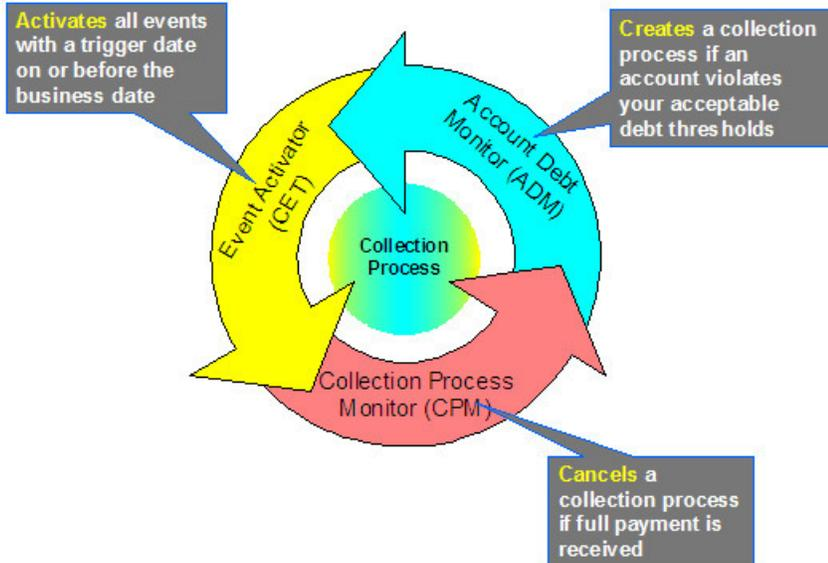 Activates all events
with a trigger date
on or before the
business date
Creates a collection
process if an
account violates
your acceptable
debt thresholds
Event Activator
(CET)
Account Debt
Monitor (ADM)
Collection
Process
Collection Process
Monitor (CPM)
Cancels a
collection process
if full payment is
received